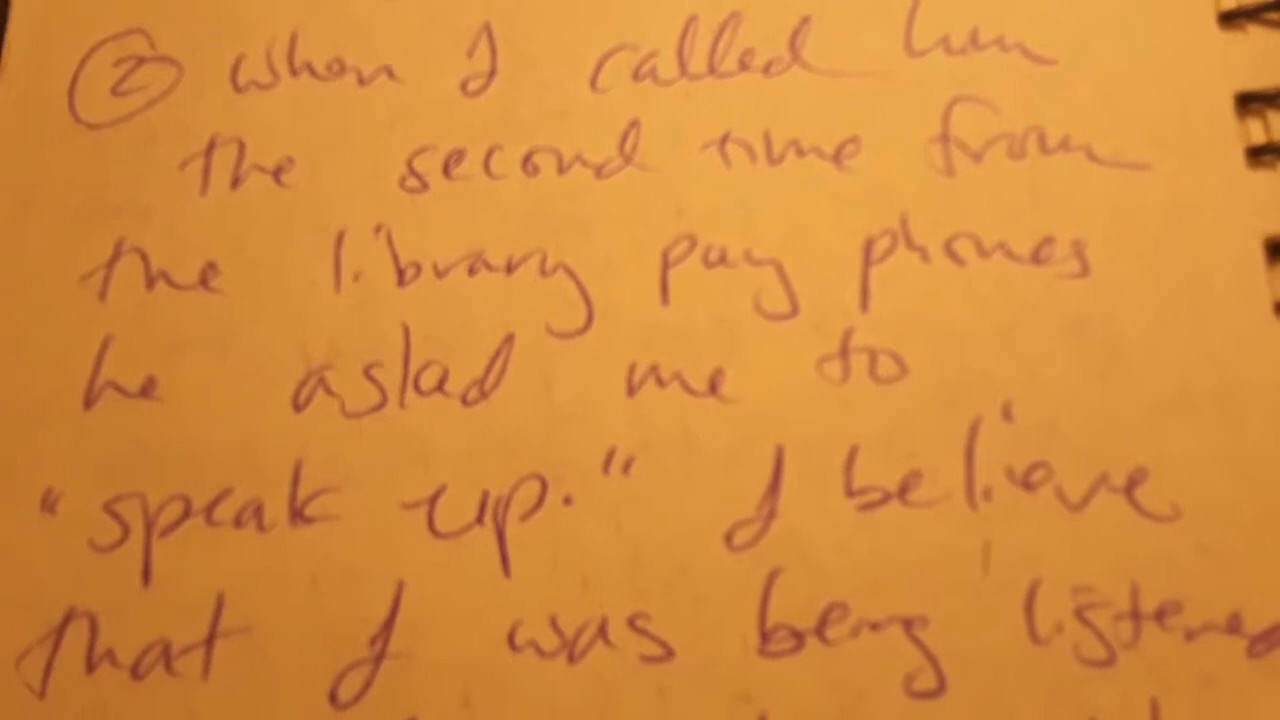 ② When I called him
the second time from
the library pay phones
he asked me to
"speak up." I believe
that I was being listened